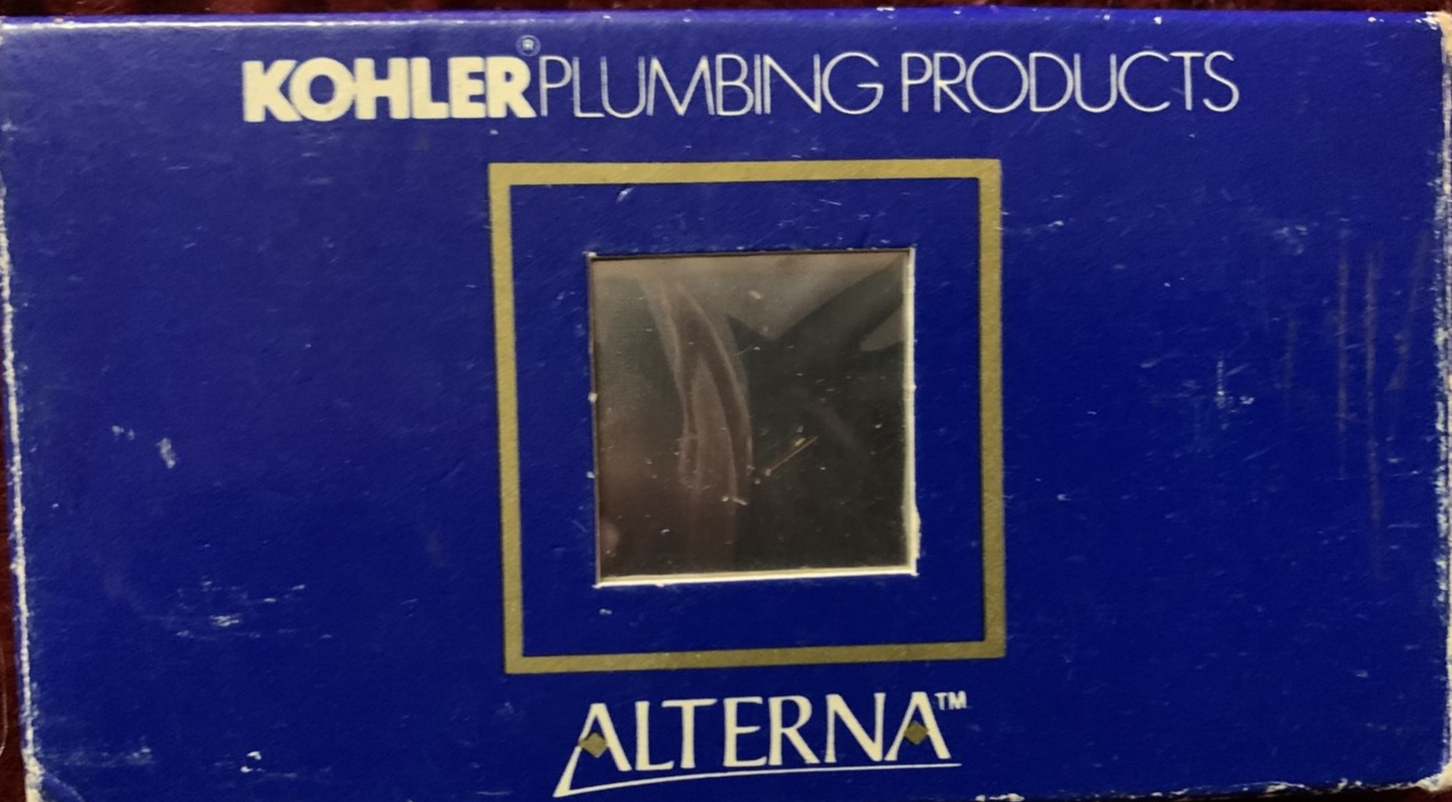 KOHLER® PLUMBING PRODUCTS
ALTERNA™